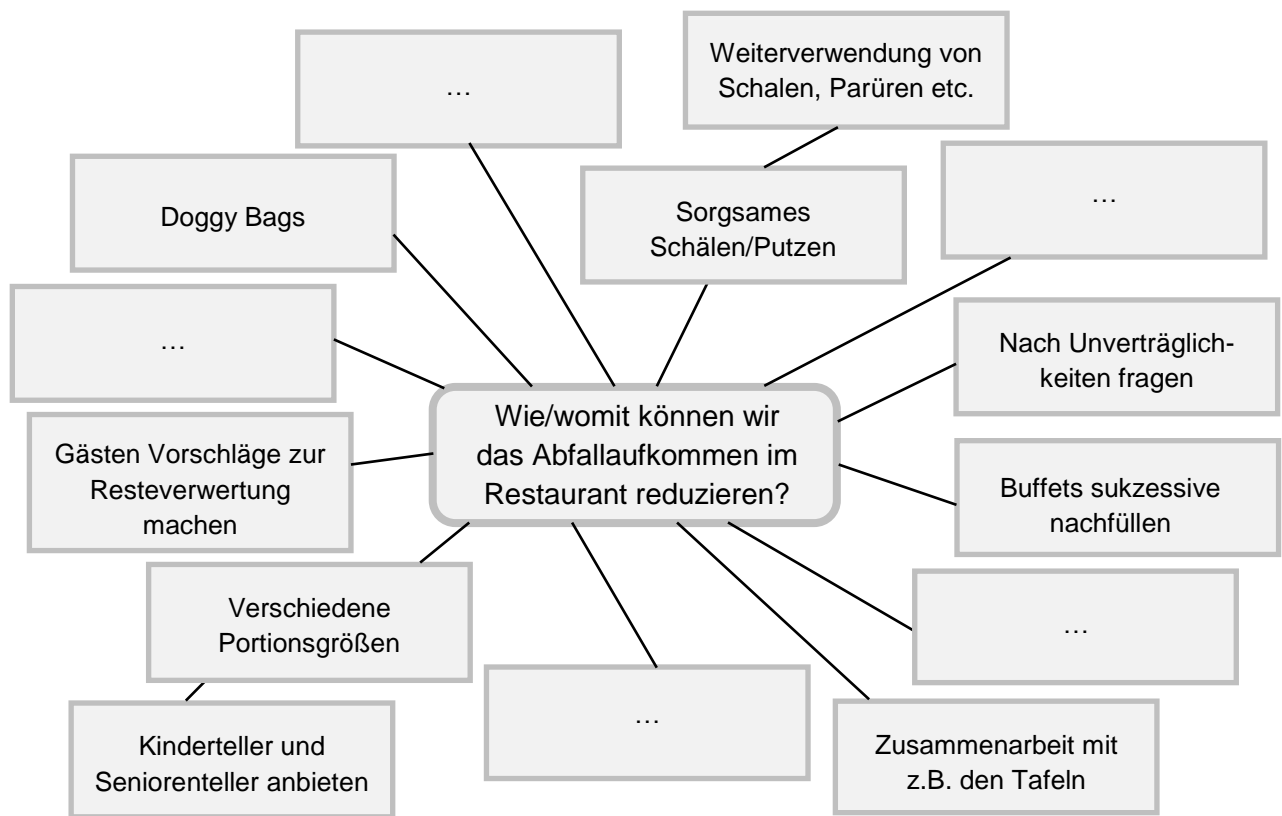 Weiterverwendung von
Schalen, Parüren etc.
…
Sorgsames
Schälen/Putzen
…
Doggy Bags
…
Nach Unverträglich-
keiten fragen
Wie/womit können wir
das Abfallaufkommen im
Restaurant reduzieren?
Gästen Vorschläge zur
Resteverwertung
machen
Buffets sukzessive
nachfüllen
Verschiedene
Portionsgrößen
…
…
Kinderteller und
Seniorenteller anbieten
Zusammenarbeit mit
z.B. den Tafeln